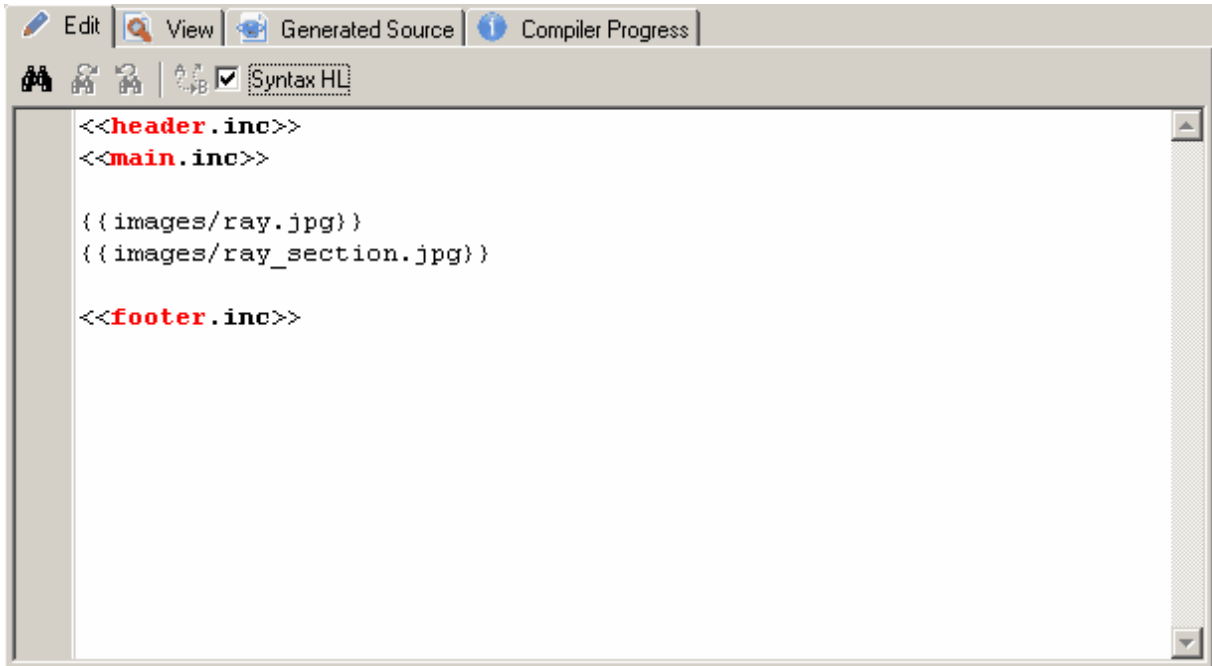 Edit View Generated Source Compiler Progress
Syntax HL
<<header.inc>>
<<main.inc>>
{{images/ray.jpg}}
{{images/ray_section.jpg}}
<<footer.inc>>